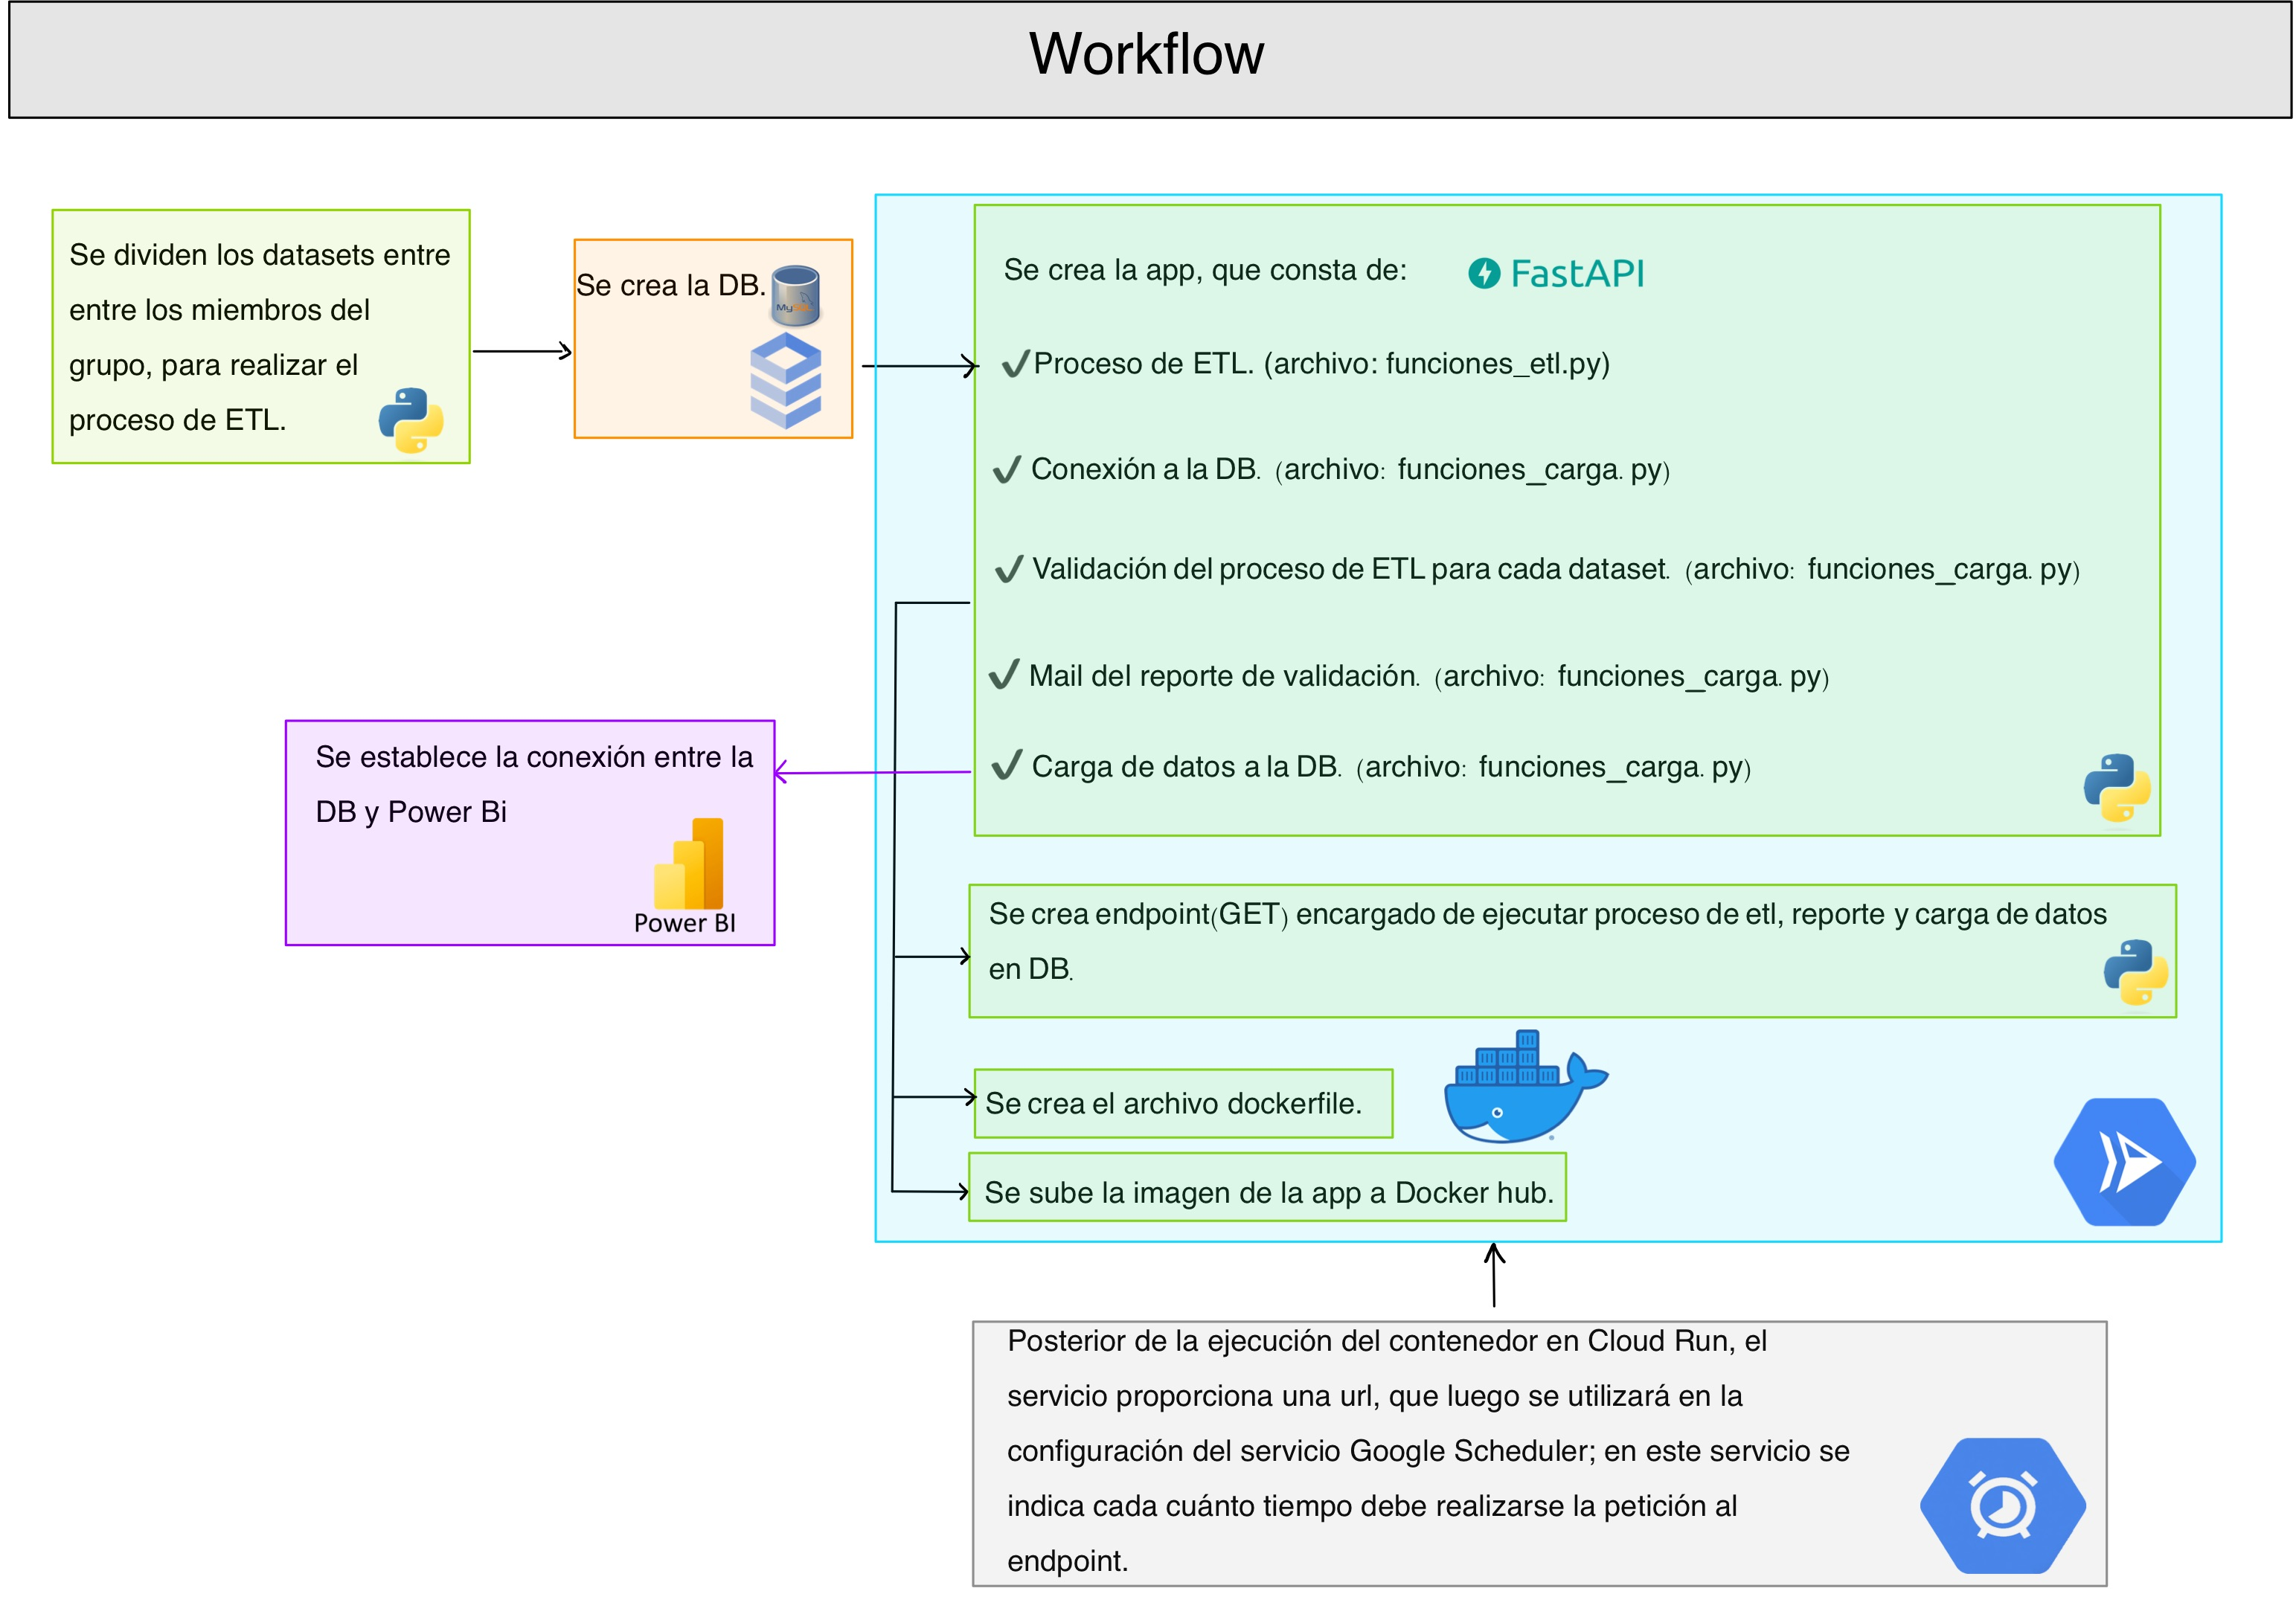 Workflow
Se dividen los datasets entre
entre los miembros del
grupo, para realizar el
proceso de ETL.
Se crea la DB.
MySQL
Se crea la app, que consta de:
FastAPI
✔Proceso de ETL. (archivo: funciones_etl.py)
✔ Conexión a la DB. (archivo: funciones_carga. py)
✔ Validación del proceso de ETL para cada dataset. (archivo: funciones_carga. py)
✔ Mail del reporte de validación. (archivo: funciones_carga. py)
✔ Carga de datos a la DB. (archivo: funciones_carga. py)
Se establece la conexión entre la
DB y Power Bi
Power BI
Se crea endpoint(GET) encargado de ejecutar proceso de etl, reporte y carga de datos
en DB.
Se crea el archivo dockerfile.
Se sube la imagen de la app a Docker hub.
Posterior de la ejecución del contenedor en Cloud Run, el
servicio proporciona una url, que luego se utilizará en la
configuración del servicio Google Scheduler; en este servicio se
indica cada cuánto tiempo debe realizarse la petición al
endpoint.